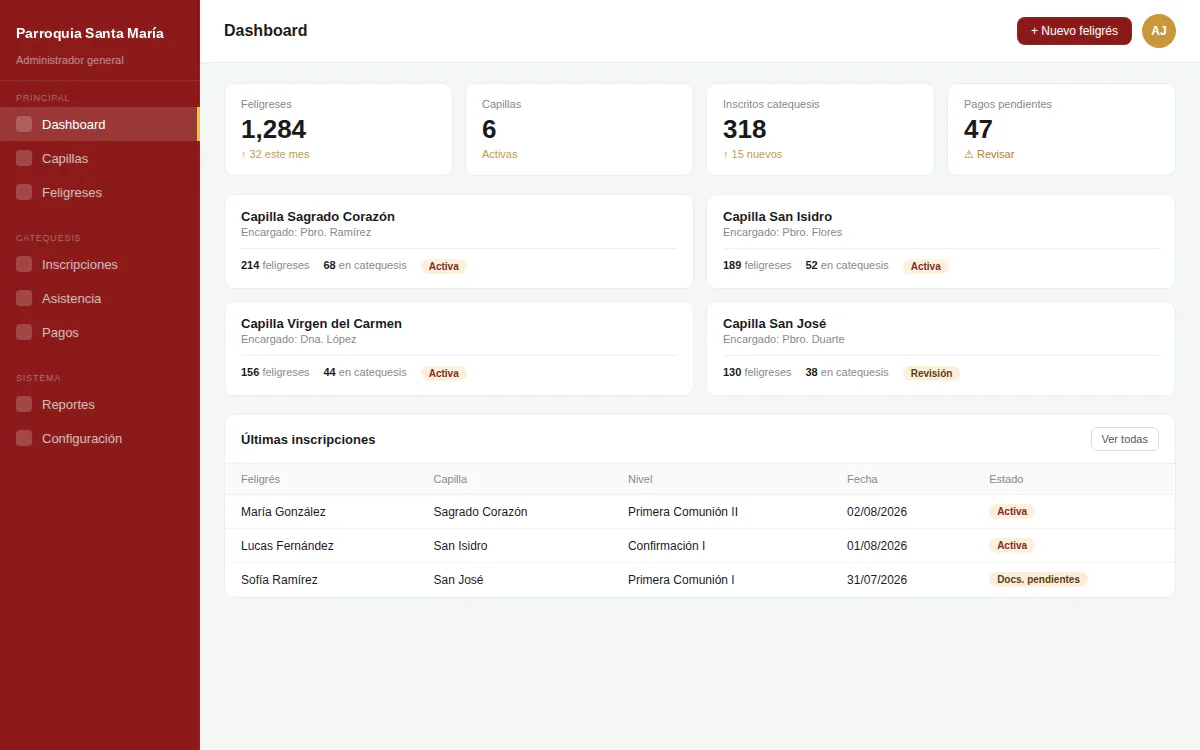 Parroquia Santa María
Administrador general
PRINCIPAL
Dashboard
Capillas
Feligreses
CATEQUESIS
Inscripciones
Asistencia
Pagos
SISTEMA
Reportes
Configuración
Dashboard
+ Nuevo feligrés
AJ
Feligreses
1,284
↑ 32 este mes
Capillas
6
Activas
Inscritos catequesis
318
↑ 15 nuevos
Pagos pendientes
47
⚠ Revisar
Capilla Sagrado Corazón
Encargado: Pbro. Ramírez
214 feligreses 68 en catequesis Activa
Capilla San Isidro
Encargado: Pbro. Flores
189 feligreses 52 en catequesis Activa
Capilla Virgen del Carmen
Encargado: Dna. López
156 feligreses 44 en catequesis Activa
Capilla San José
Encargado: Pbro. Duarte
130 feligreses 38 en catequesis Revisión
Últimas inscripciones
Ver todas
Feligrés Capilla Nivel Fecha Estado
María González Sagrado Corazón Primera Comunión II 02/08/2026 Activa
Lucas Fernández San Isidro Confirmación I 01/08/2026 Activa
Sofía Ramírez San José Primera Comunión I 31/07/2026 Docs. pendientes